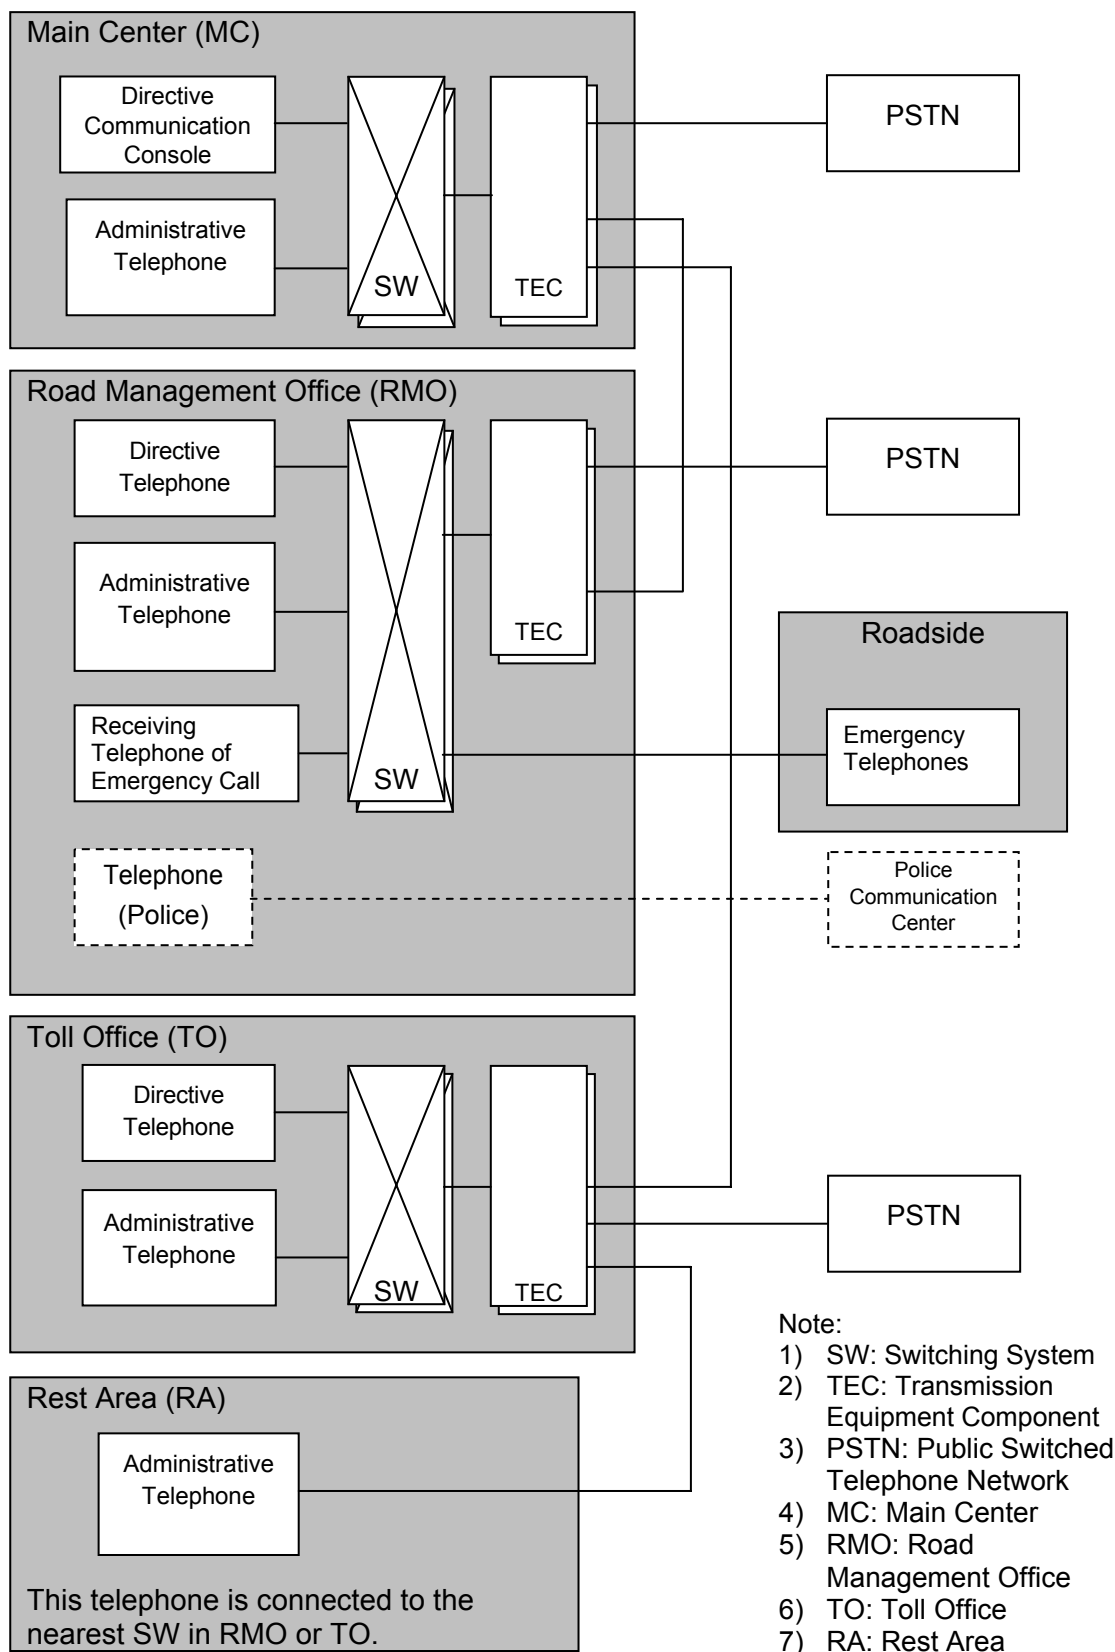 Main Center (MC)
Directive
Communication
Console
Administrative
Telephone
SW
TEC
PSTN
Road Management Office (RMO)
Directive
Telephone
Administrative
Telephone
Receiving
Telephone of
Emergency Call
SW
TEC
PSTN
Roadside
Emergency
Telephones
Telephone
(Police)
Police
Communication
Center
Toll Office (TO)
Directive
Telephone
Administrative
Telephone
SW
TEC
PSTN
Rest Area (RA)
Administrative
Telephone
This telephone is connected to the
nearest SW in RMO or TO.
Note:
1) SW: Switching System
2) TEC: Transmission
Equipment Component
3) PSTN: Public Switched
Telephone Network
4) MC: Main Center
5) RMO: Road
Management Office
6) TO: Toll Office
7) RA: Rest Area